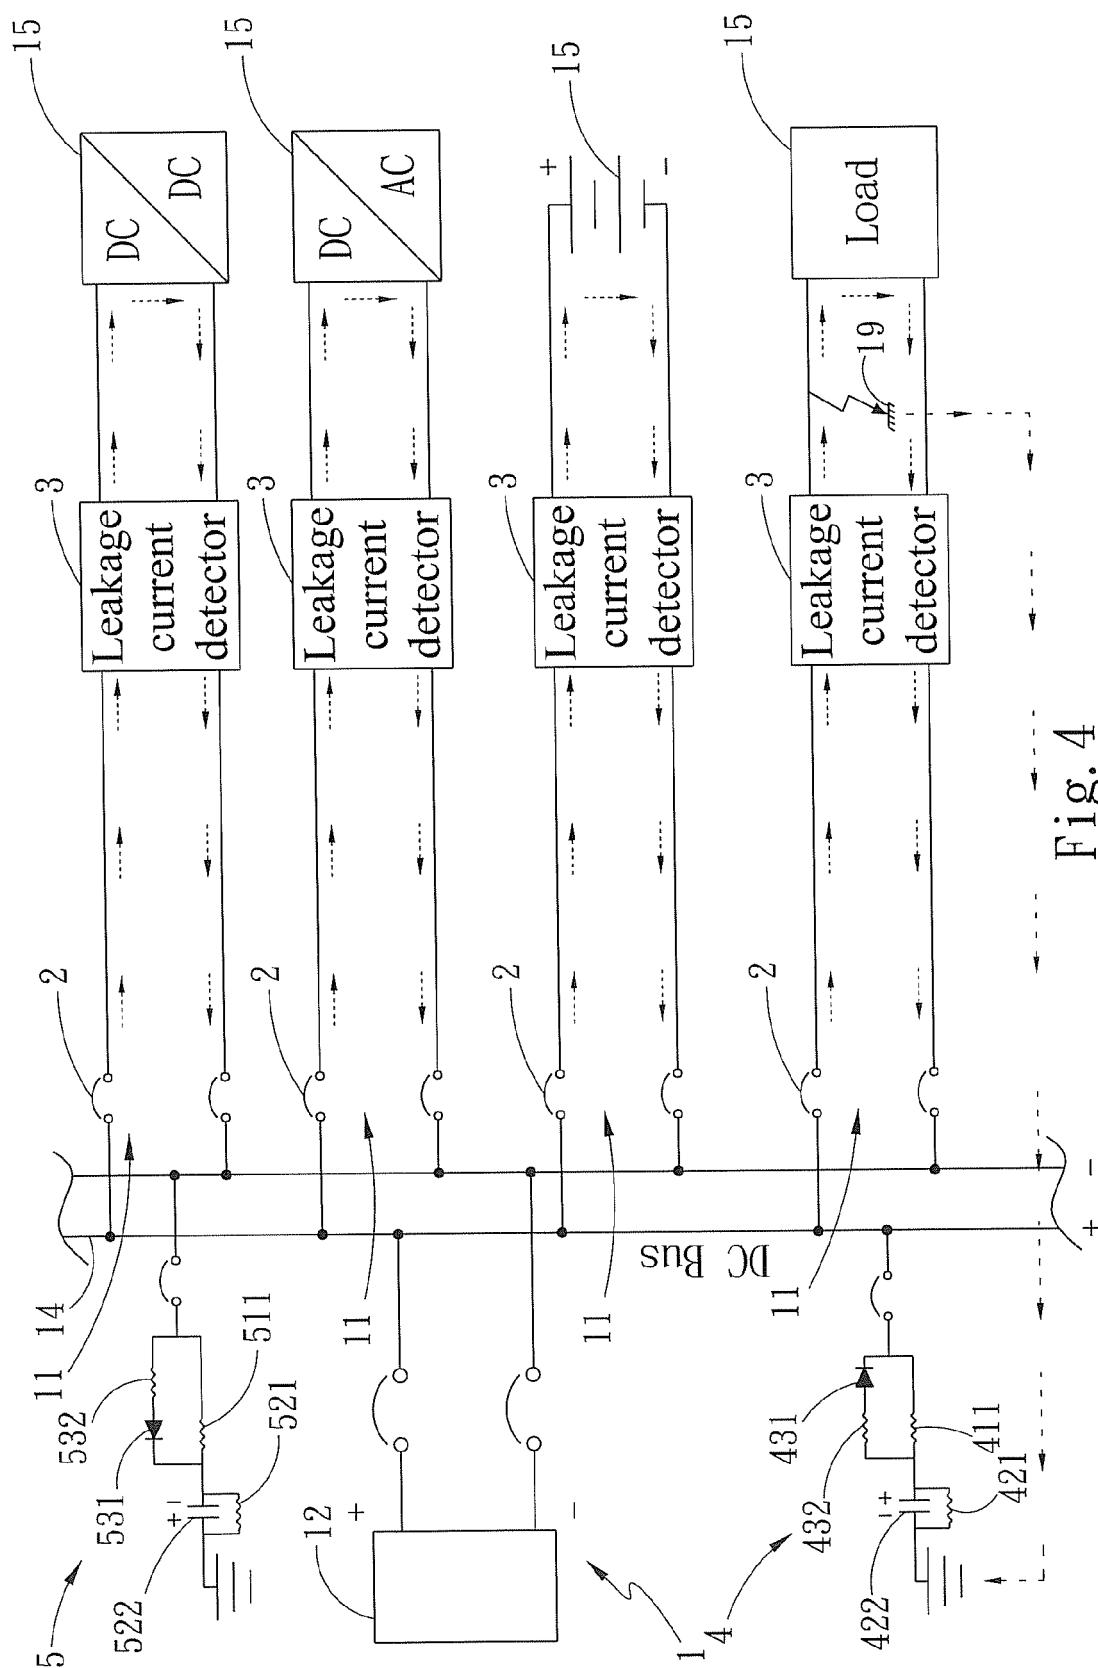 15
DC
DC
15
DC
AC
15
+
-
15
Load
19
3
Leakage
current
detector
3
Leakage
current
detector
3
Leakage
current
detector
3
Leakage
current
detector
2
2
2
2
11
11
11
11
14
DC Bus
+
-
5
532
531
511
521
522
+
-
12
+
-
1
4
431
432
411
421
422
+
-
Fig. 4